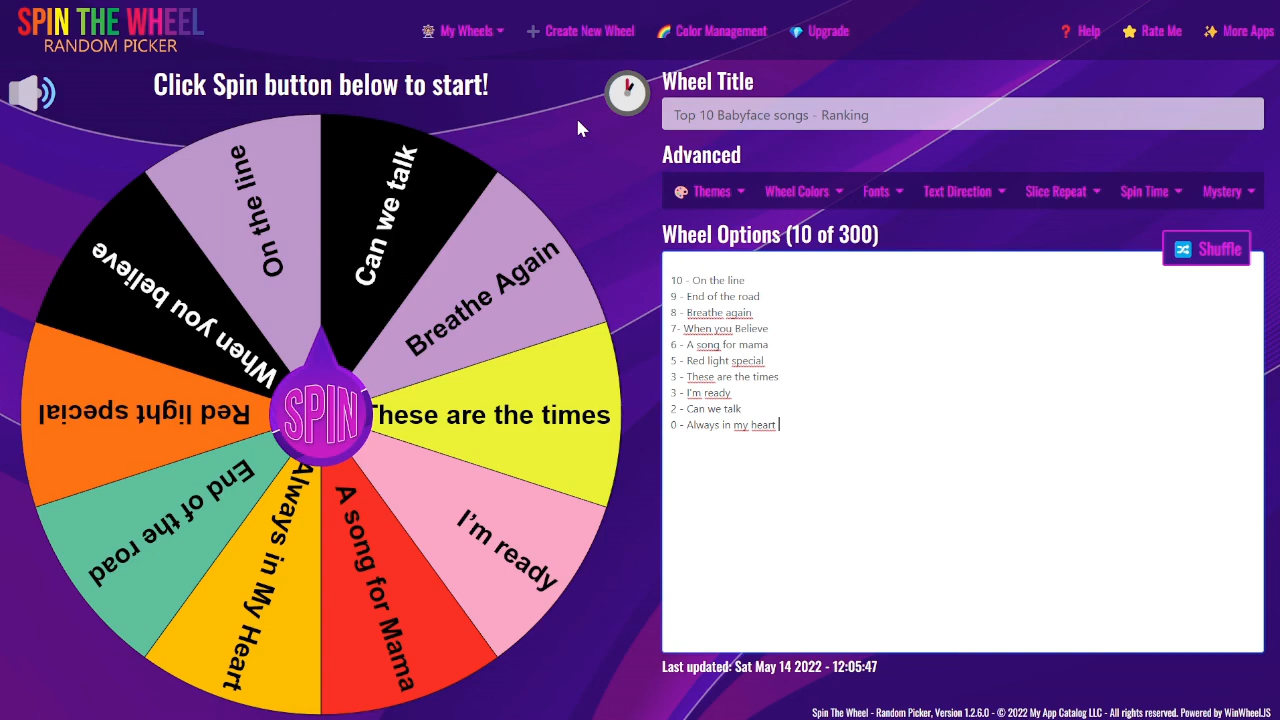 SPIN THE WHEEL
RANDOM PICKER
My Wheels
Create New Wheel
Color Management
Upgrade
Help
Rate Me
More Apps
Click Spin button below to start!
Wheel Title
Top 10 Babyface songs - Ranking
Advanced
Themes
Wheel Colors
Fonts
Text Direction
Slice Repeat
Spin Time
Mystery
Wheel Options (10 of 300)
Shuffle
10 - On the line
9 - End of the road
8 - Breathe again
7- When you Believe
6 - A song for mama
5 - Red light special
3 - These are the times
3 - I'm ready
2 - Can we talk
0 - Always in my heart
Can we talk
Breathe Again
These are the times
I'm ready
A song for Mama
Always in My Heart
End of the road
Red light special
When you believe
On the line
SPIN
Last updated: Sat May 14 2022 - 12:05:47
Spin The Wheel - Random Picker, Version 1.2.6.0 - © 2022 My App Catalog LLC - All rights reserved. Powered by WinWheelJS